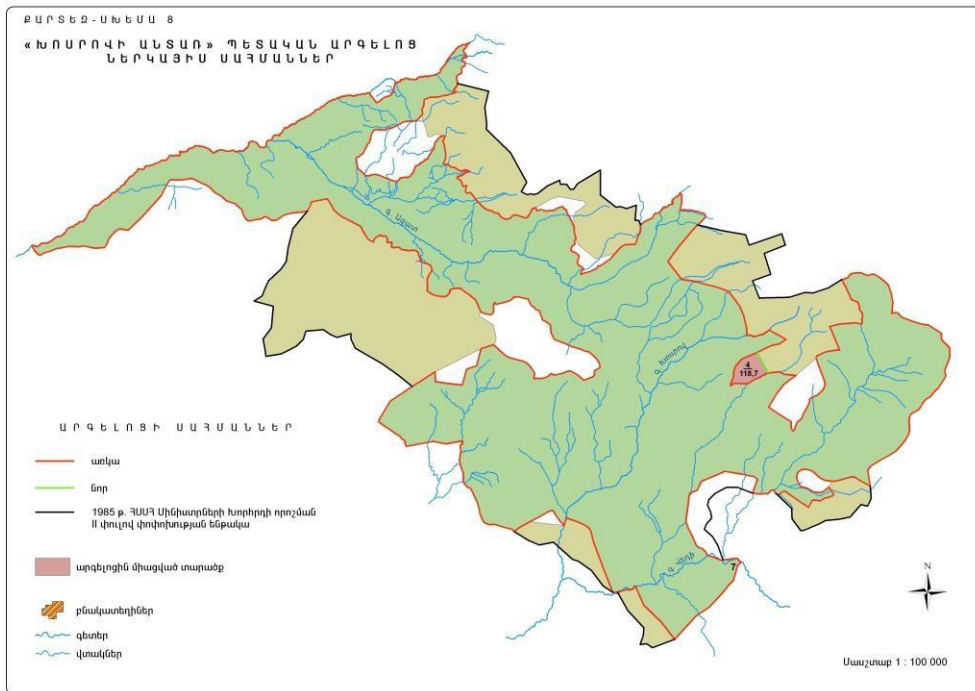 ՔԱՐՏԵԶ-ՍԽԵՄԱ 8
«ԽՈՍՐՈՎԻ ԱՆՏԱՌ» ՊԵՏԱԿԱՆ ԱՐԳԵԼՈՑ
ՆԵՐԿԱՅԻՍ ՍԱՀՄԱՆՆԵՐ
գ. Ազատ
գ. Խոսրով
4
118,7
ԱՐԳԵԼՈՑԻ ՍԱՀՄԱՆՆԵՐ
առկա
նոր
1985 թ. ՀՍՍՀ Մինիստրների Խորհրդի որոշման
II փուլով փոփոխության ենթակա
արգելոցին միացված տարածք
բնակատեղիներ
գետեր
վտակներ
գ. Վեդի
7
N
Մասշտաբ 1 : 100 000